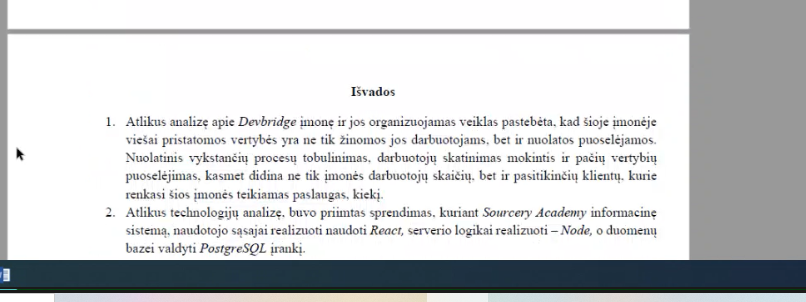 Išvados
1. Atlikus analizę apie Devbridge įmonę ir jos organizuojamas veiklas pastebėta, kad šioje įmonėje
viešai pristatomos vertybės yra ne tik žinomos jos darbuotojams, bet ir nuolatos puoselėjamos.
Nuolatinis vykstančių procesų tobulinimas, darbuotojų skatinimas mokintis ir pačių vertybių
puoselėjimas, kasmet didina ne tik įmonės darbuotojų skaičių, bet ir pasitikinčių klientų, kurie
renkasi šios įmonės teikiamas paslaugas, kiekį.
2. Atlikus technologijų analizę, buvo priimtas sprendimas, kuriant Sourcery Academy informacinę
sistemą, naudotojo sąsajai realizuoti naudoti React, serverio logikai realizuoti – Node, o duomenų
bazei valdyti PostgreSQL įrankį.